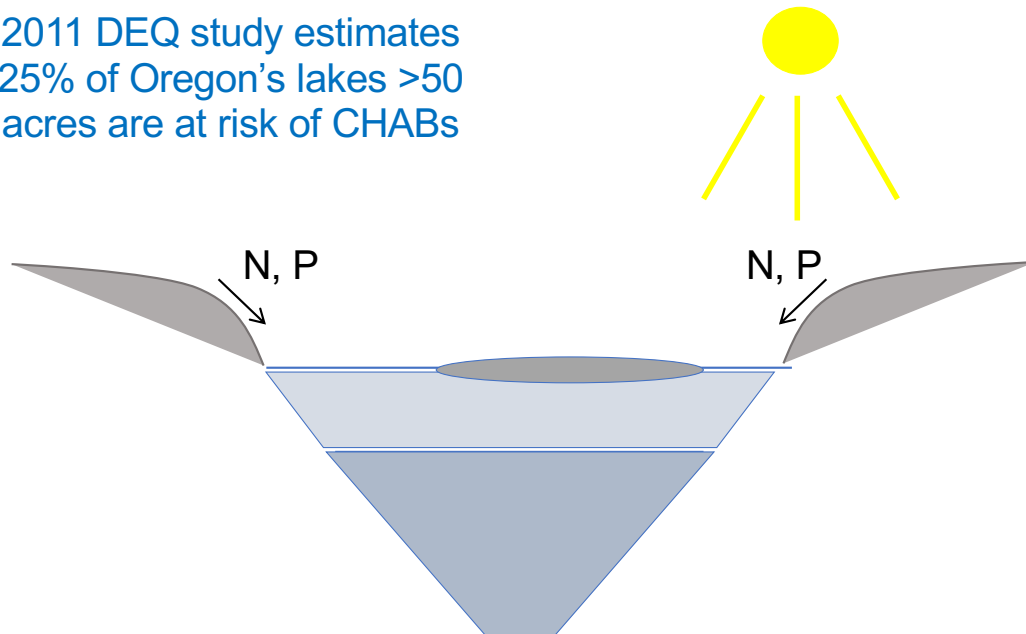 2011 DEQ study estimates
25% of Oregon's lakes >50
acres are at risk of CHABs
N, P
N, P